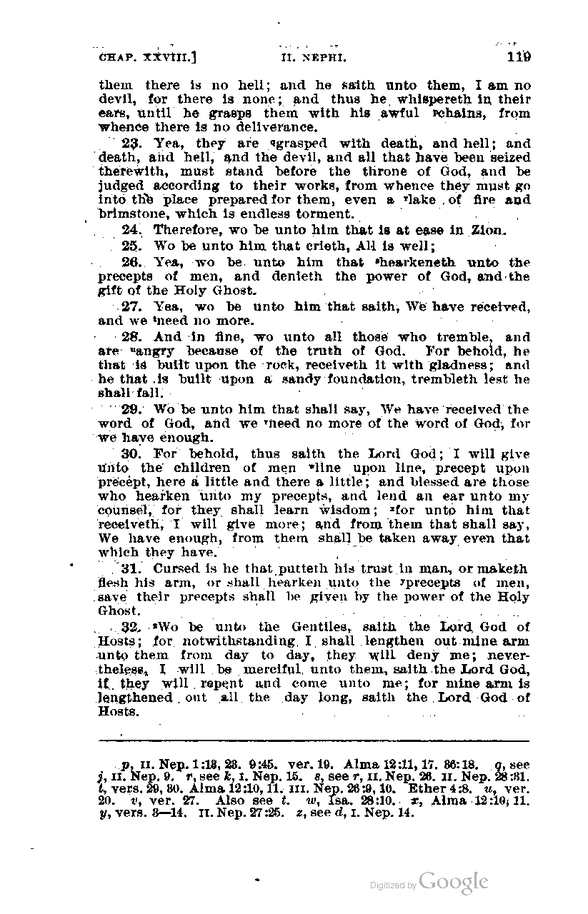 CHAP. XXVIII.] II. NEPHI. 119
them there is no hell; and he saith unto them, I am no
devil, for there is none; and thus he whispereth in their
ears, until he grasps them with his awful ᵖchains, from
whence there is no deliverance.
23. Yea, they are ᑫgrasped with death, and hell; and
death, and hell, and the devil, and all that have been seized
therewith, must stand before the throne of God, and be
judged according to their works, from whence they must go
into the place prepared for them, even a ʳlake of fire and
brimstone, which is endless torment.
24. Therefore, wo be unto him that is at ease in Zion.
25. Wo be unto him that crieth, All is well;
26. Yea, wo be unto him that ˢhearkeneth unto the
precepts of men, and denieth the power of God, and the
gift of the Holy Ghost.
27. Yea, wo be unto him that saith, We have received,
and we ᵗneed no more.
28. And in fine, wo unto all those who tremble, and
are ᵘangry because of the truth of God. For behold, he
that is built upon the rock, receiveth it with gladness; and
he that is built upon a sandy foundation, trembleth lest he
shall fall.
29. Wo be unto him that shall say, We have received the
word of God, and we ᵛneed no more of the word of God, for
we have enough.
30. For behold, thus saith the Lord God; I will give
unto the children of men ʷline upon line, precept upon
precept, here a little and there a little; and blessed are those
who hearken unto my precepts, and lend an ear unto my
counsel, for they shall learn wisdom; ˣfor unto him that
receiveth, I will give more; and from them that shall say,
We have enough, from them shall be taken away even that
which they have.
31. Cursed is he that putteth his trust in man, or maketh
flesh his arm, or shall hearken unto the ʸprecepts of men,
save their precepts shall be given by the power of the Holy
Ghost.
32. ᶻWo be unto the Gentiles, saith the Lord God of
Hosts; for notwithstanding I shall lengthen out mine arm
unto them from day to day, they will deny me; never-
theless, I will be merciful unto them, saith the Lord God,
if they will repent and come unto me; for mine arm is
lengthened out all the day long, saith the Lord God of
Hosts.
p, II. Nep. 1:13, 23. 9:45. ver. 19. Alma 12:11, 17. 36:18. q, see
j, II. Nep. 9. r, see k, I. Nep. 15. s, see r, II. Nep. 26. II. Nep. 28:31.
t, vers. 29, 30. Alma 12:10, 11. III. Nep. 26:9, 10. Ether 4:8. u, ver.
20. v, ver. 27. Also see t. w, Isa. 28:10. x, Alma 12:10, 11.
y, vers. 3—14. II. Nep. 27:25. z, see d, I. Nep. 14.
Digitized by Google